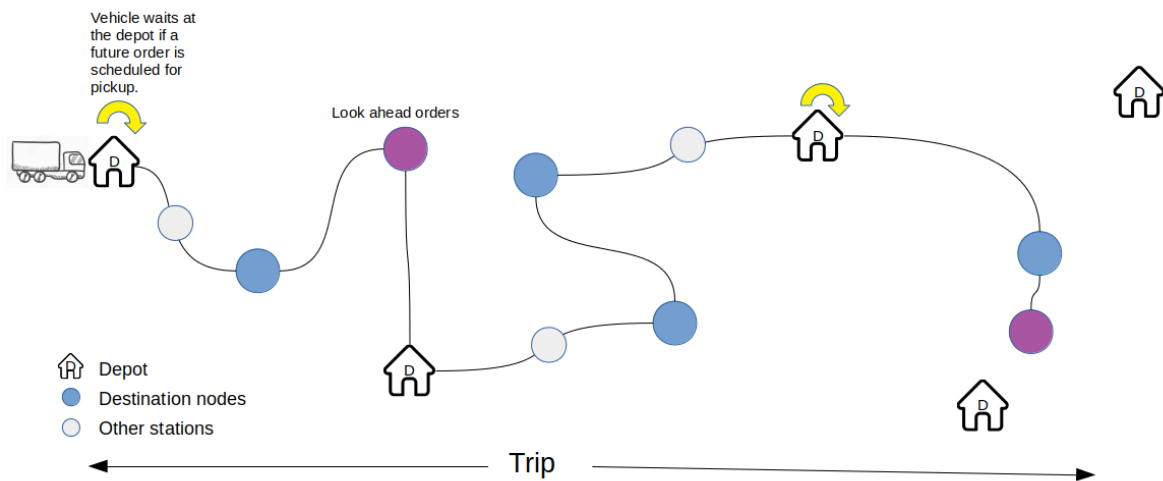 Vehicle waits at
the depot if a
future order is
scheduled for
pickup.
D
Look ahead orders
D
D
D
D
D Depot
Destination nodes
Other stations
Trip